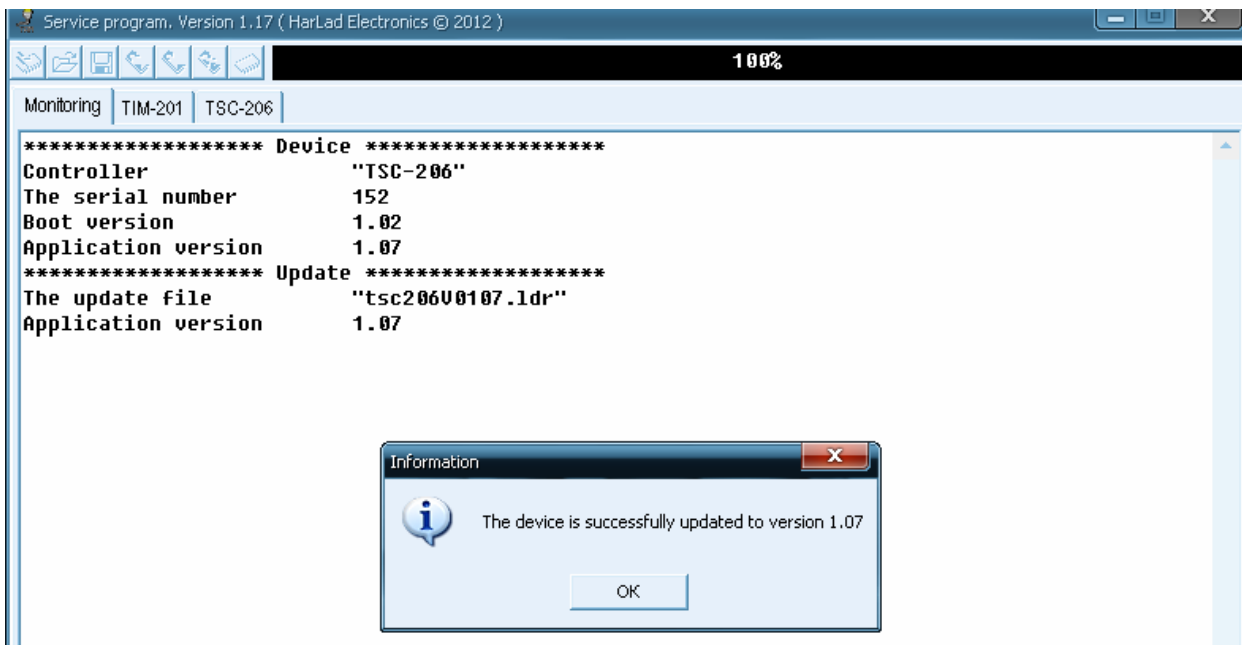 Service program. Version 1.17 ( HarLad Electronics © 2012 )
100%
Monitoring TIM-201 TSC-206
******************* Device *******************
Controller "TSC-206"
The serial number 152
Boot version 1.02
Application version 1.07
******************* Update *******************
The update file "tsc206V0107.ldr"
Application version 1.07
Information
The device is successfully updated to version 1.07
OK